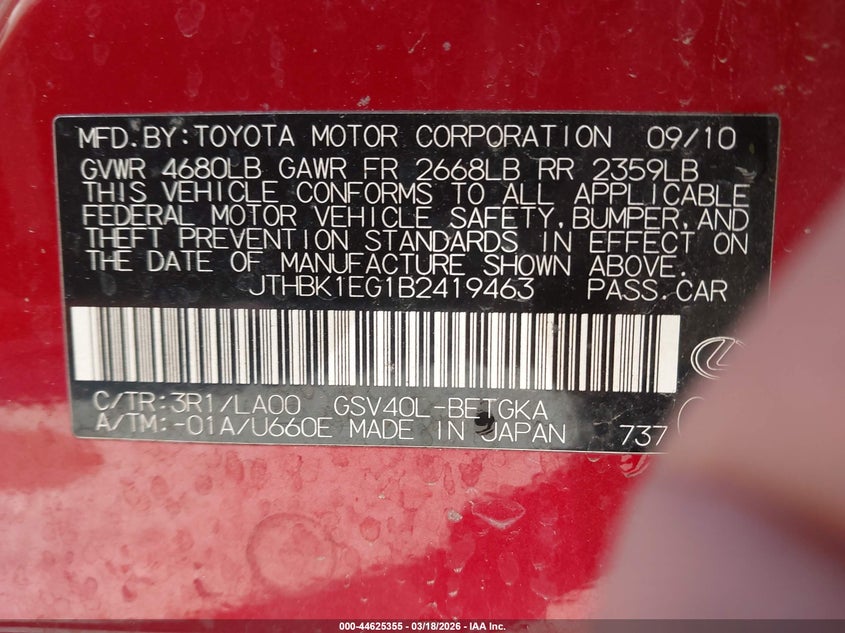 MFD.BY:TOYOTA MOTOR CORPORATION 09/10
GVWR 4680LB GAWR FR 2668LB RR 2359LB
THIS VEHICLE CONFORMS TO ALL APPLICABLE
FEDERAL MOTOR VEHICLE SAFETY,BUMPER,AND
THEFT PREVENTION STANDARDS IN EFFECT ON
THE DATE OF MANUFACTURE SHOWN ABOVE.
JTHBK1EG1B2419463 PASS.CAR
C/TR:3R1/LA00 GSV40L-BETGKA
A/TM:-01A/U660E MADE IN JAPAN 737
000-44625355 | 03/18/2026 | IAA Inc.